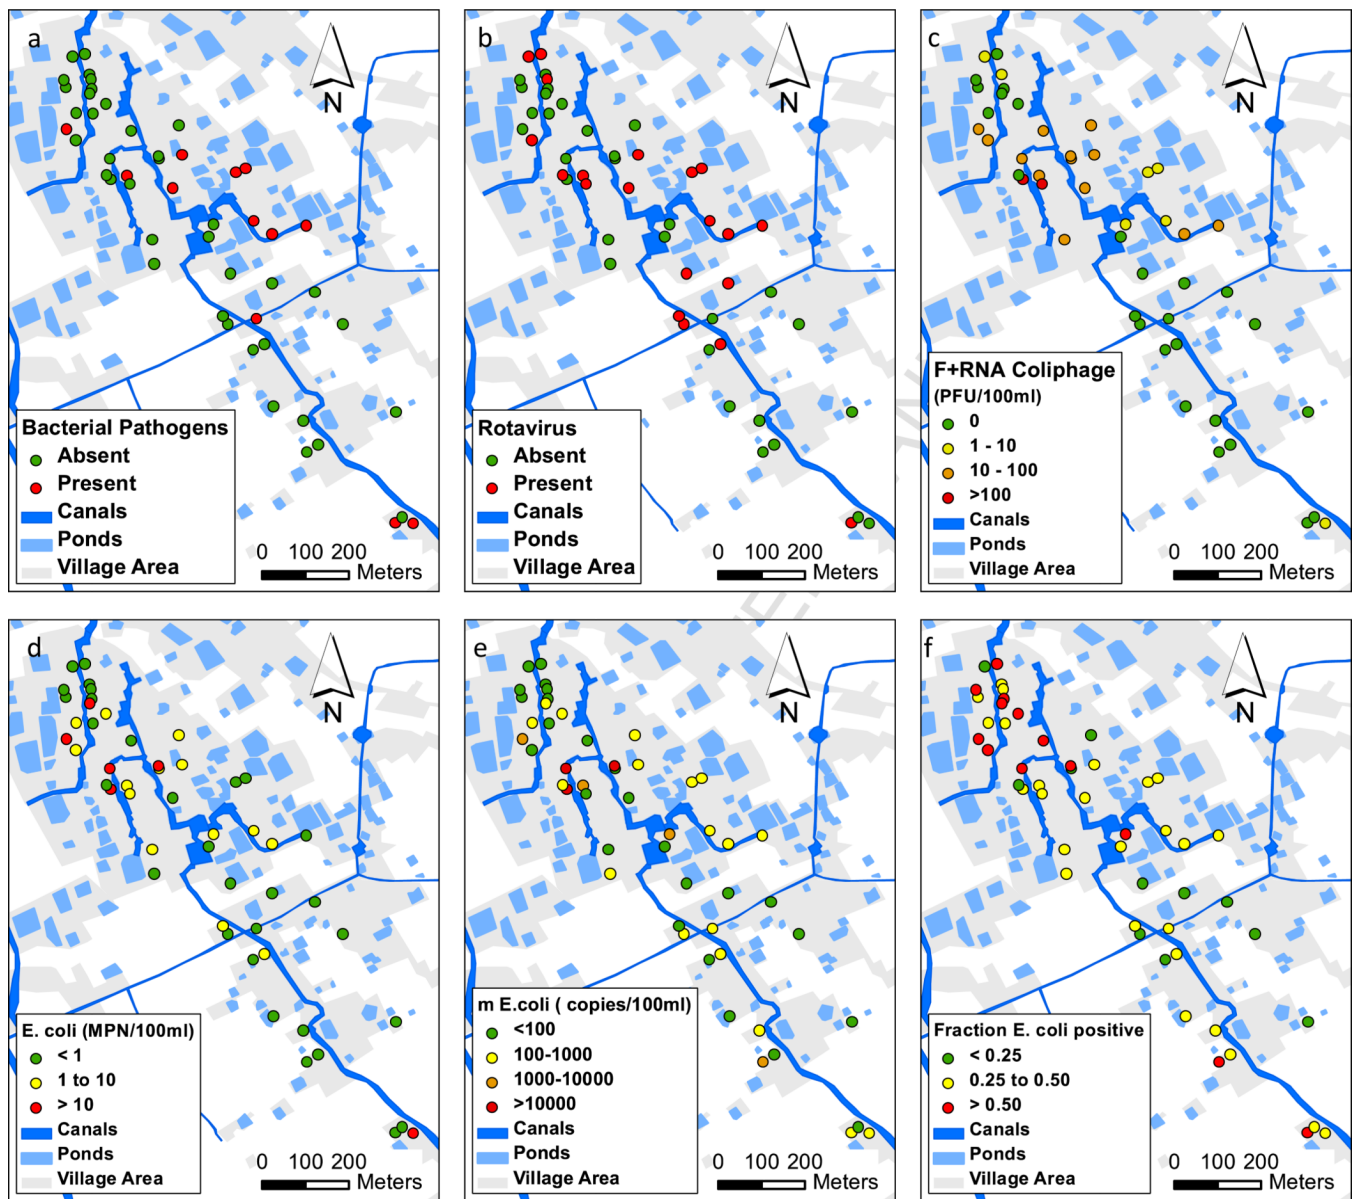 a
N
Bacterial Pathogens
Absent
Present
Canals
Ponds
Village Area
0 100 200
Meters
b
N
Rotavirus
Absent
Present
Canals
Ponds
Village Area
0 100 200
Meters
c
N
F+RNA Coliphage
(PFU/100ml)
0
1 - 10
10 - 100
>100
Canals
Ponds
Village Area
0 100 200
Meters
d
N
E. coli (MPN/100ml)
< 1
1 to 10
> 10
Canals
Ponds
Village Area
0 100 200
Meters
e
N
m E.coli ( copies/100ml)
<100
100-1000
1000-10000
>10000
Canals
Ponds
Village Area
0 100 200
Meters
f
N
Fraction E. coli positive
< 0.25
0.25 to 0.50
> 0.50
Canals
Ponds
Village Area
0 100 200
Meters